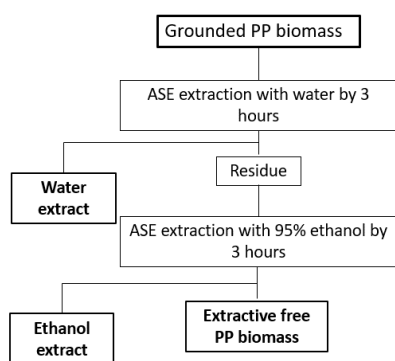 Grounded PP biomass
ASE extraction with water by 3
hours
Water
extract
Residue
ASE extraction with 95% ethanol by
3 hours
Ethanol
extract
Extractive free
PP biomass